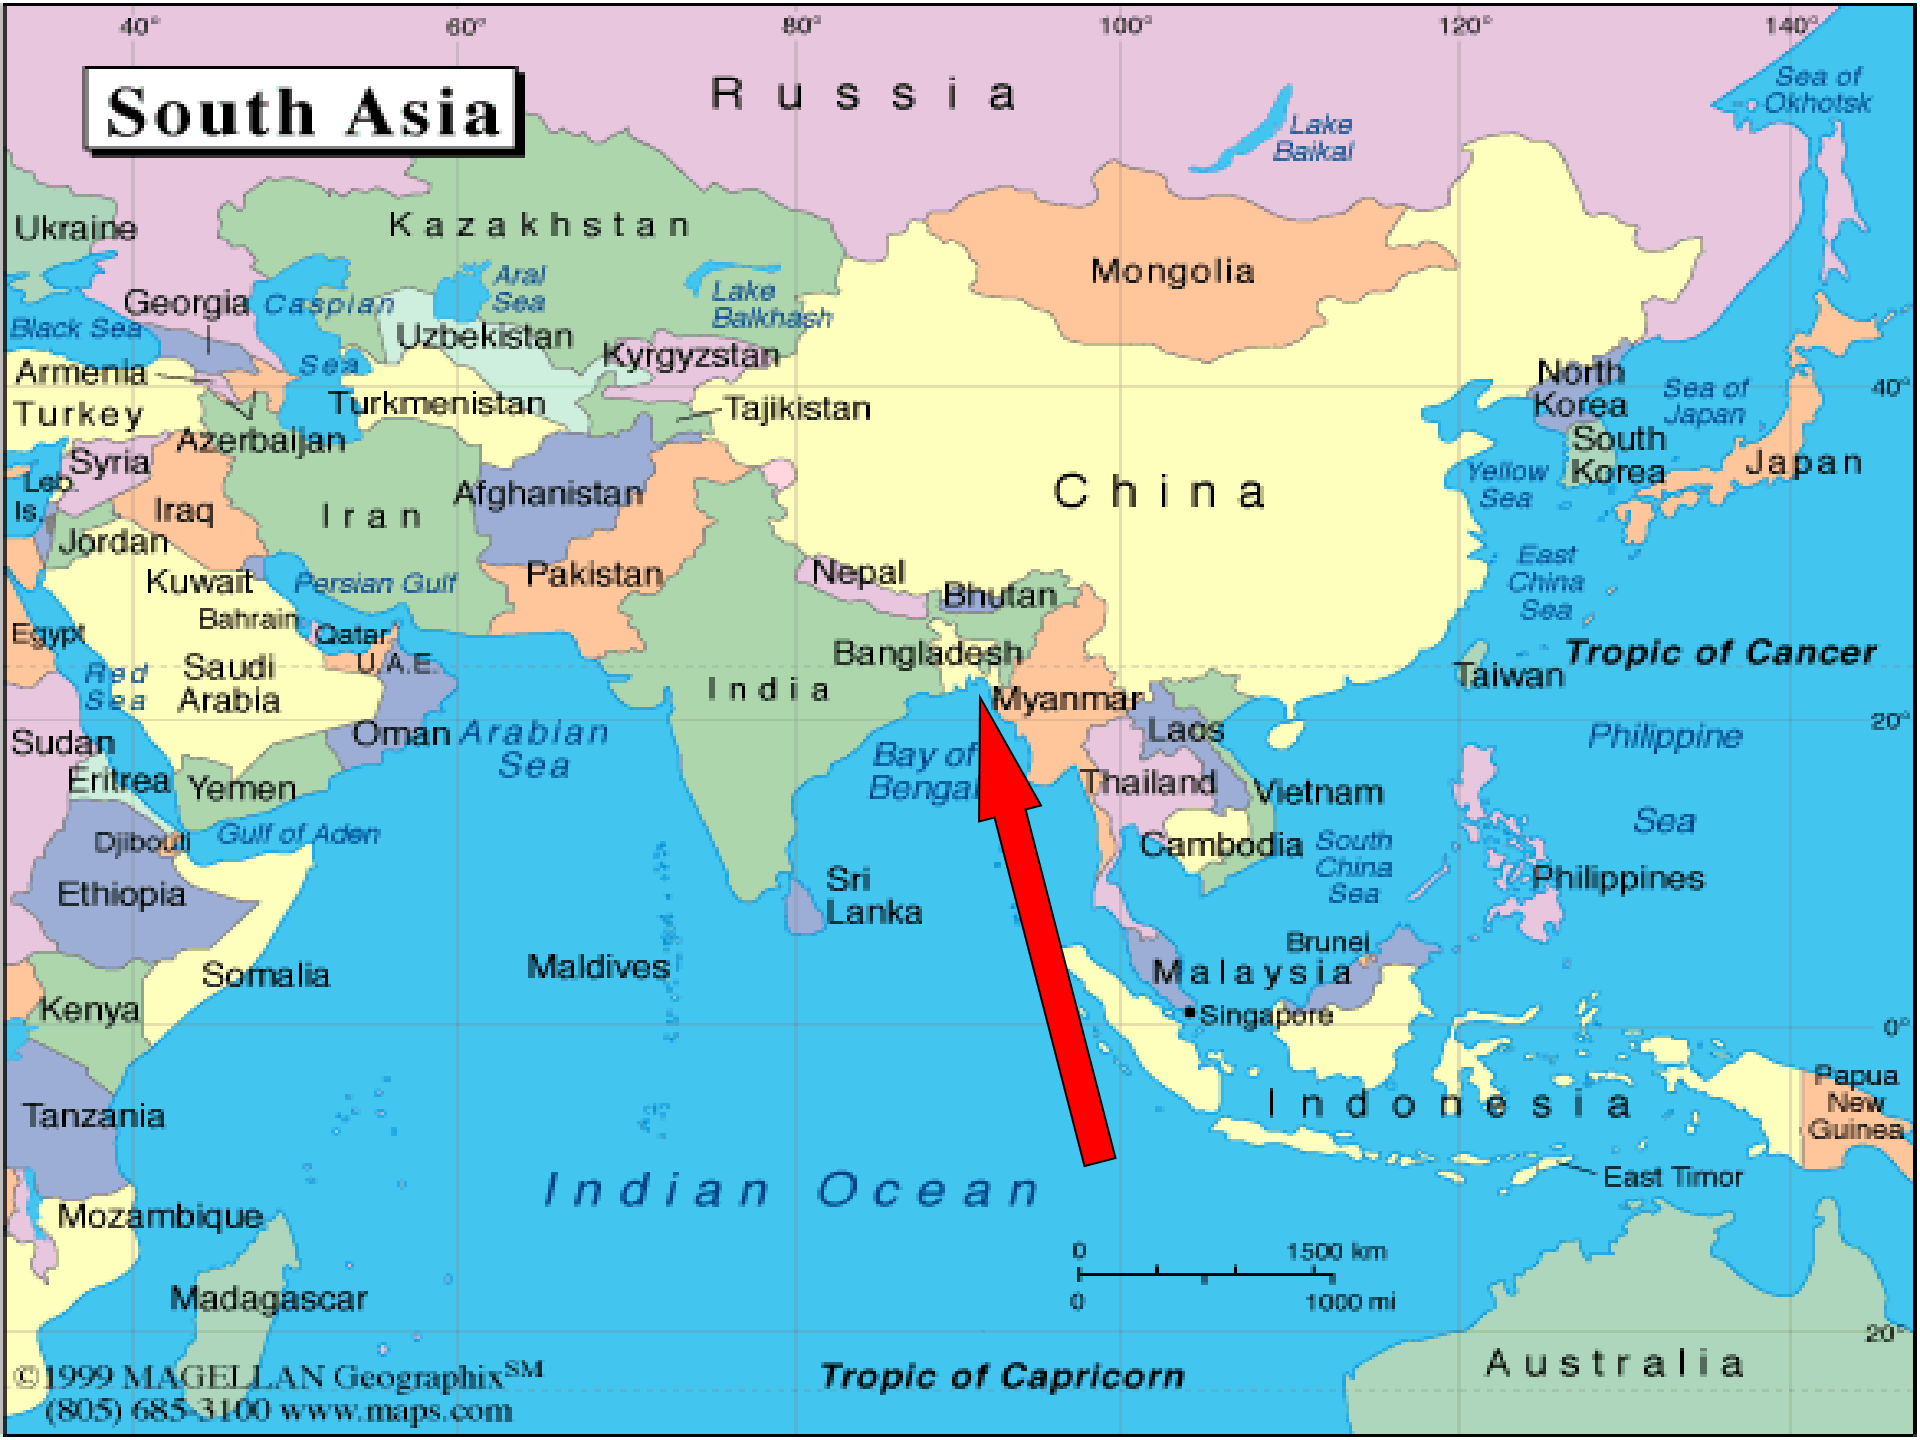 40°
60°
80°
100°
120°
140°
South Asia
Russia
Sea of
Okhotsk
Lake
Baikal
Ukraine
Kazakhstan
Mongolia
Aral
Sea
Lake
Balkhash
Georgia
Caspian
Sea
Black Sea
Uzbekistan
Kyrgyzstan
Armenia
Turkmenistan
Tajikistan
Turkey
Azerbaijan
North
Korea
Sea of
Japan
40°
South
Korea
Japan
Syria
Leb.
Is.
Iraq
Iran
Afghanistan
China
Yellow
Sea
Jordan
Kuwait
Persian Gulf
Pakistan
Nepal
Bhutan
East
China
Sea
Bahrain
Qatar
Egypt
U.A.E.
Red
Sea
Saudi
Arabia
Bangladesh
India
Myanmar
Taiwan
Tropic of Cancer
Oman
Arabian
Sea
Laos
20°
Sudan
Eritrea
Yemen
Bay of
Bengal
Thailand
Vietnam
Philippine
Sea
Djibouti
Gulf of Aden
Cambodia
South
China
Sea
Ethiopia
Sri
Lanka
Philippines
Brunei
Somalia
Maldives
Malaysia
Kenya
Singapore
0°
Tanzania
Indonesia
Papua
New
Guinea
Indian Ocean
East Timor
Mozambique
0 1500 km
0 1000 mi
Madagascar
20°
Australia
Tropic of Capricorn
©1999 MAGELLAN Geographix℠
(805) 685-3100 www.maps.com